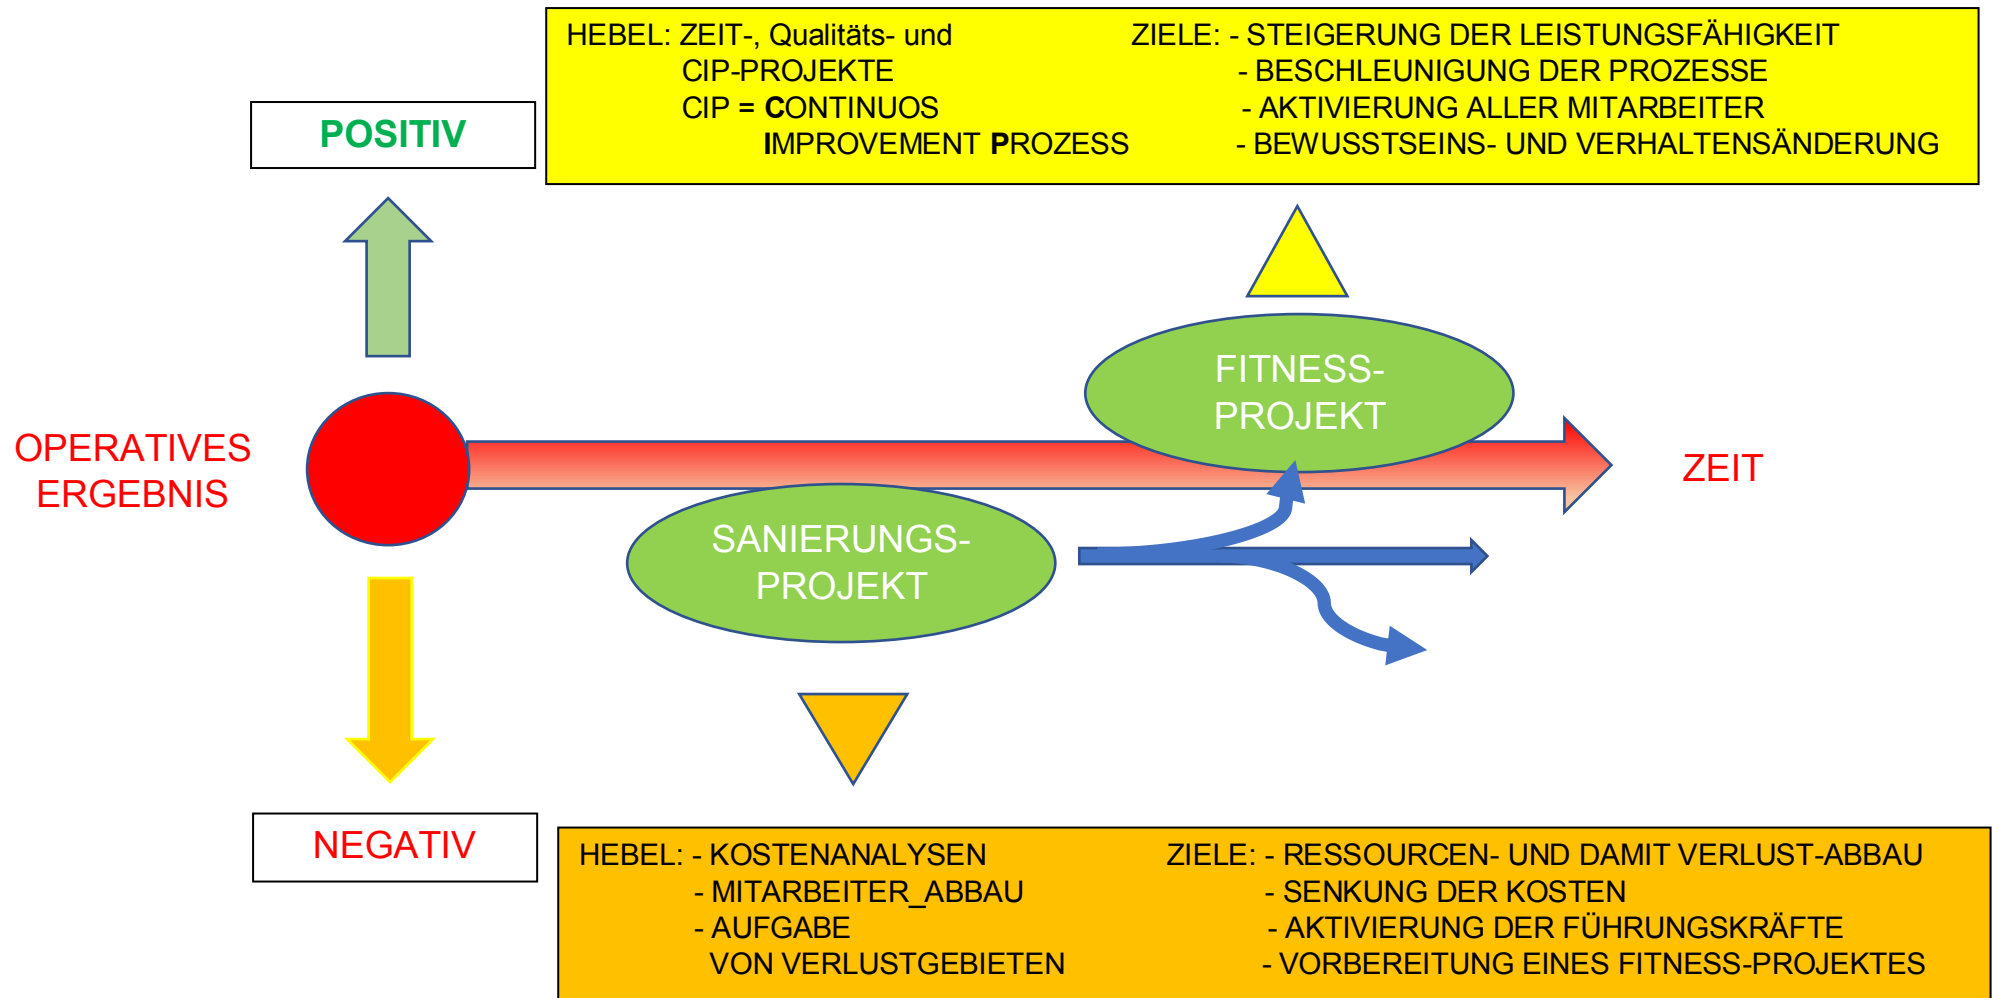 HEBEL: ZEIT-, Qualitäts- und
CIP-PROJEKTE
CIP = CONTINUOS
IMPROVEMENT PROZESS
ZIELE: - STEIGERUNG DER LEISTUNGSFÄHIGKEIT
- BESCHLEUNIGUNG DER PROZESSE
- AKTIVIERUNG ALLER MITARBEITER
- BEWUSSTSEINS- UND VERHALTENSÄNDERUNG
POSITIV
FITNESS-
PROJEKT
OPERATIVES
ERGEBNIS
ZEIT
SANIERUNGS-
PROJEKT
NEGATIV
HEBEL: - KOSTENANALYSEN
- MITARBEITER_ABBAU
- AUFGABE
VON VERLUSTGEBIETEN
ZIELE: - RESSOURCEN- UND DAMIT VERLUST-ABBAU
- SENKUNG DER KOSTEN
- AKTIVIERUNG DER FÜHRUNGSKRÄFTE
- VORBEREITUNG EINES FITNESS-PROJEKTES